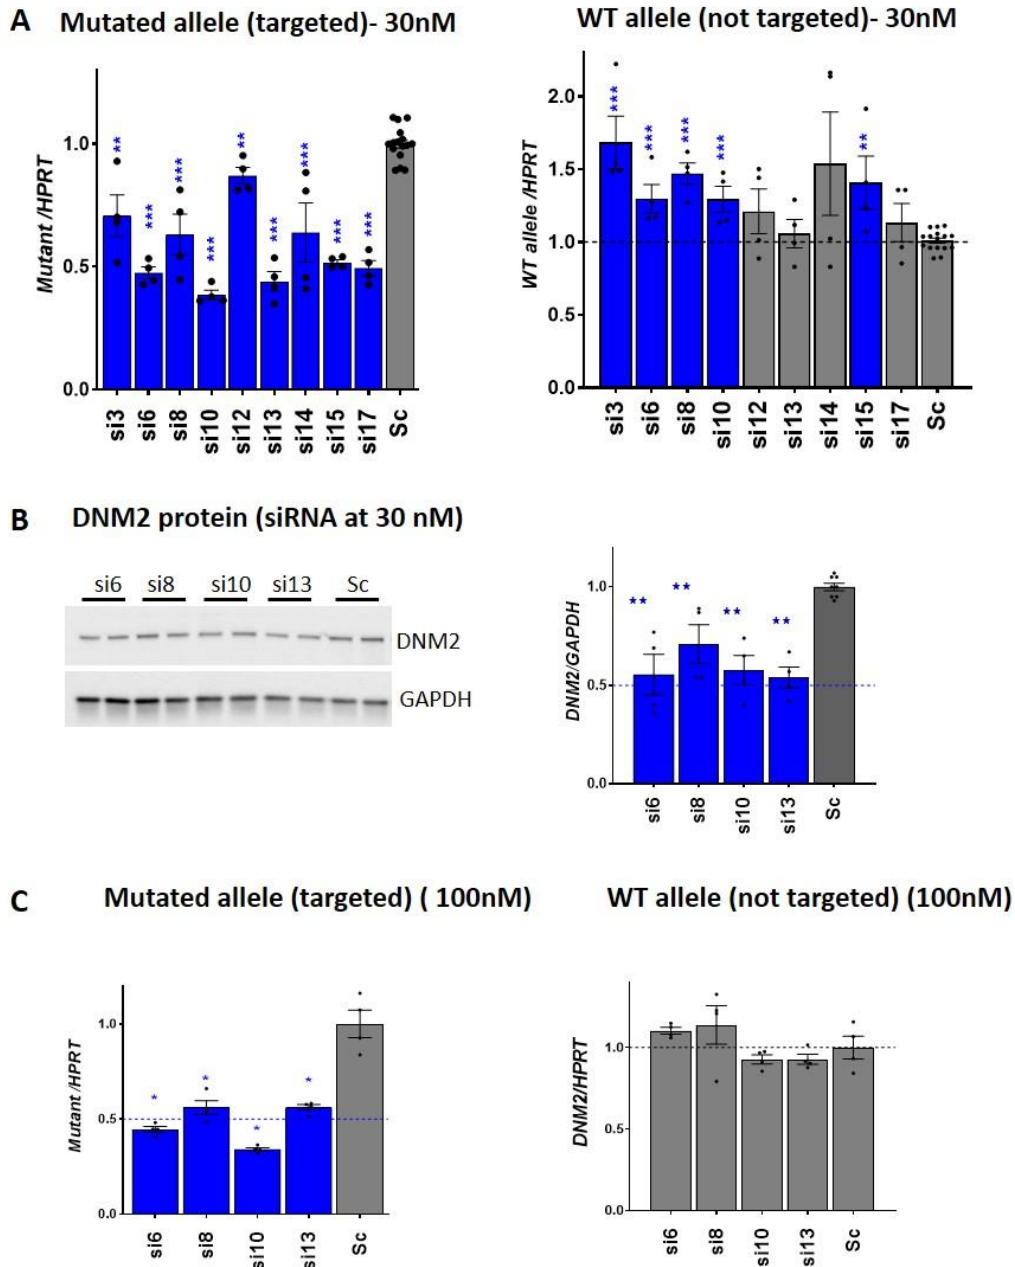 A Mutated allele (targeted)- 30nM
WT allele (not targeted)- 30nM
Mutant /HPRT
1.0
0.5
0.0
** *** *** *** ** *** *** *** ***
si3 si6 si8 si10 si12 si13 si14 si15 si17 Sc
WT allele /HPRT
2.0
1.5
1.0
0.5
0.0
*** *** *** *** **
si3 si6 si8 si10 si12 si13 si14 si15 si17 Sc
B DNM2 protein (siRNA at 30 nM)
si6 si8 si10 si13 Sc
DNM2
GAPDH
DNM2/GAPDH
1.0
0.5
0.0
** ** ** **
si6 si8 si10 si13 Sc
C Mutated allele (targeted) ( 100nM)
WT allele (not targeted) (100nM)
Mutant /HPRT
1.0
0.5
0.0
* * * *
si6 si8 si10 si13 Sc
DNM2/HPRT
1.0
0.5
0.0
si6 si8 si10 si13 Sc